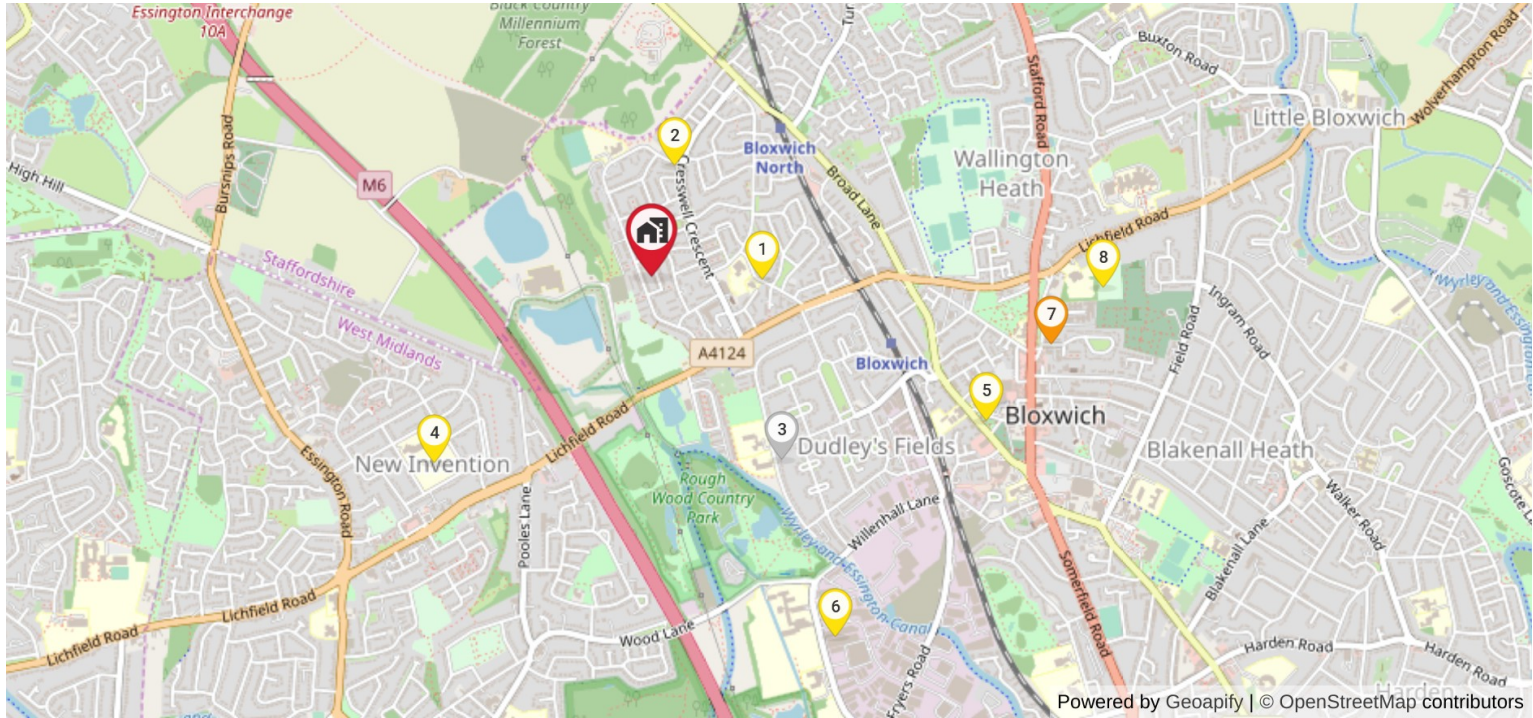 Essington Interchange
10A
Black Country
Millennium
Forest
Stafford Road
Buxton Road
Wolverhampton Road
Little Bloxwich
Bursnips Road
High Hill
M6
2
Bloxwich
North
Wallington
Heath
Broad Lane
Cresswell Crescent
1
Lichfield Road
8
Staffordshire
West Midlands
7
Ingram Road
Field Road
A4124
Bloxwich
5
Bloxwich
4
New Invention
3
Dudley's Fields
Blakenall Heath
Lichfield Road
Essington Road
Pooles Lane
Rough
Wood Country
Park
Willenhall Lane
Wyrley and Essington Canal
Walker Road
Blakenall Lane
Somerfield Road
6
Lichfield Road
Lichfield Road
Wood Lane
Fryers Road
Harden Road
Harden Road
Harden
Powered by Geoapify | © OpenStreetMap contributors